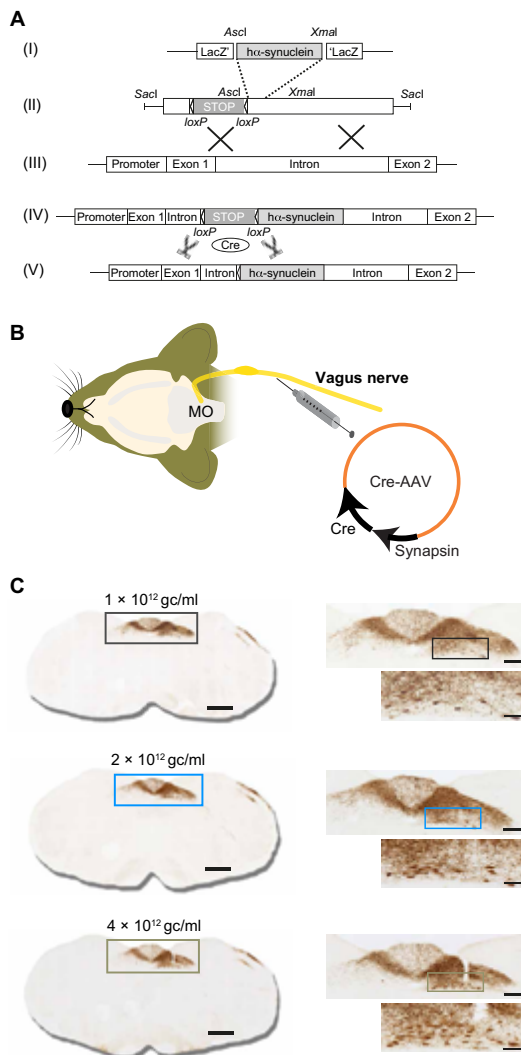 A
AscI XmaI
(I) LacZ' hα-synuclein 'LacZ
SacI AscI XmaI SacI
(II) STOP
loxP loxP
(III) Promoter Exon 1 Intron Exon 2
(IV) Promoter Exon 1 Intron STOP hα-synuclein Intron Exon 2
loxP loxP
Cre
(V) Promoter Exon 1 Intron hα-synuclein Intron Exon 2
B
Vagus nerve
MO
Cre-AAV
Cre
Synapsin
C
1 × 10¹² gc/ml
2 × 10¹² gc/ml
4 × 10¹² gc/ml